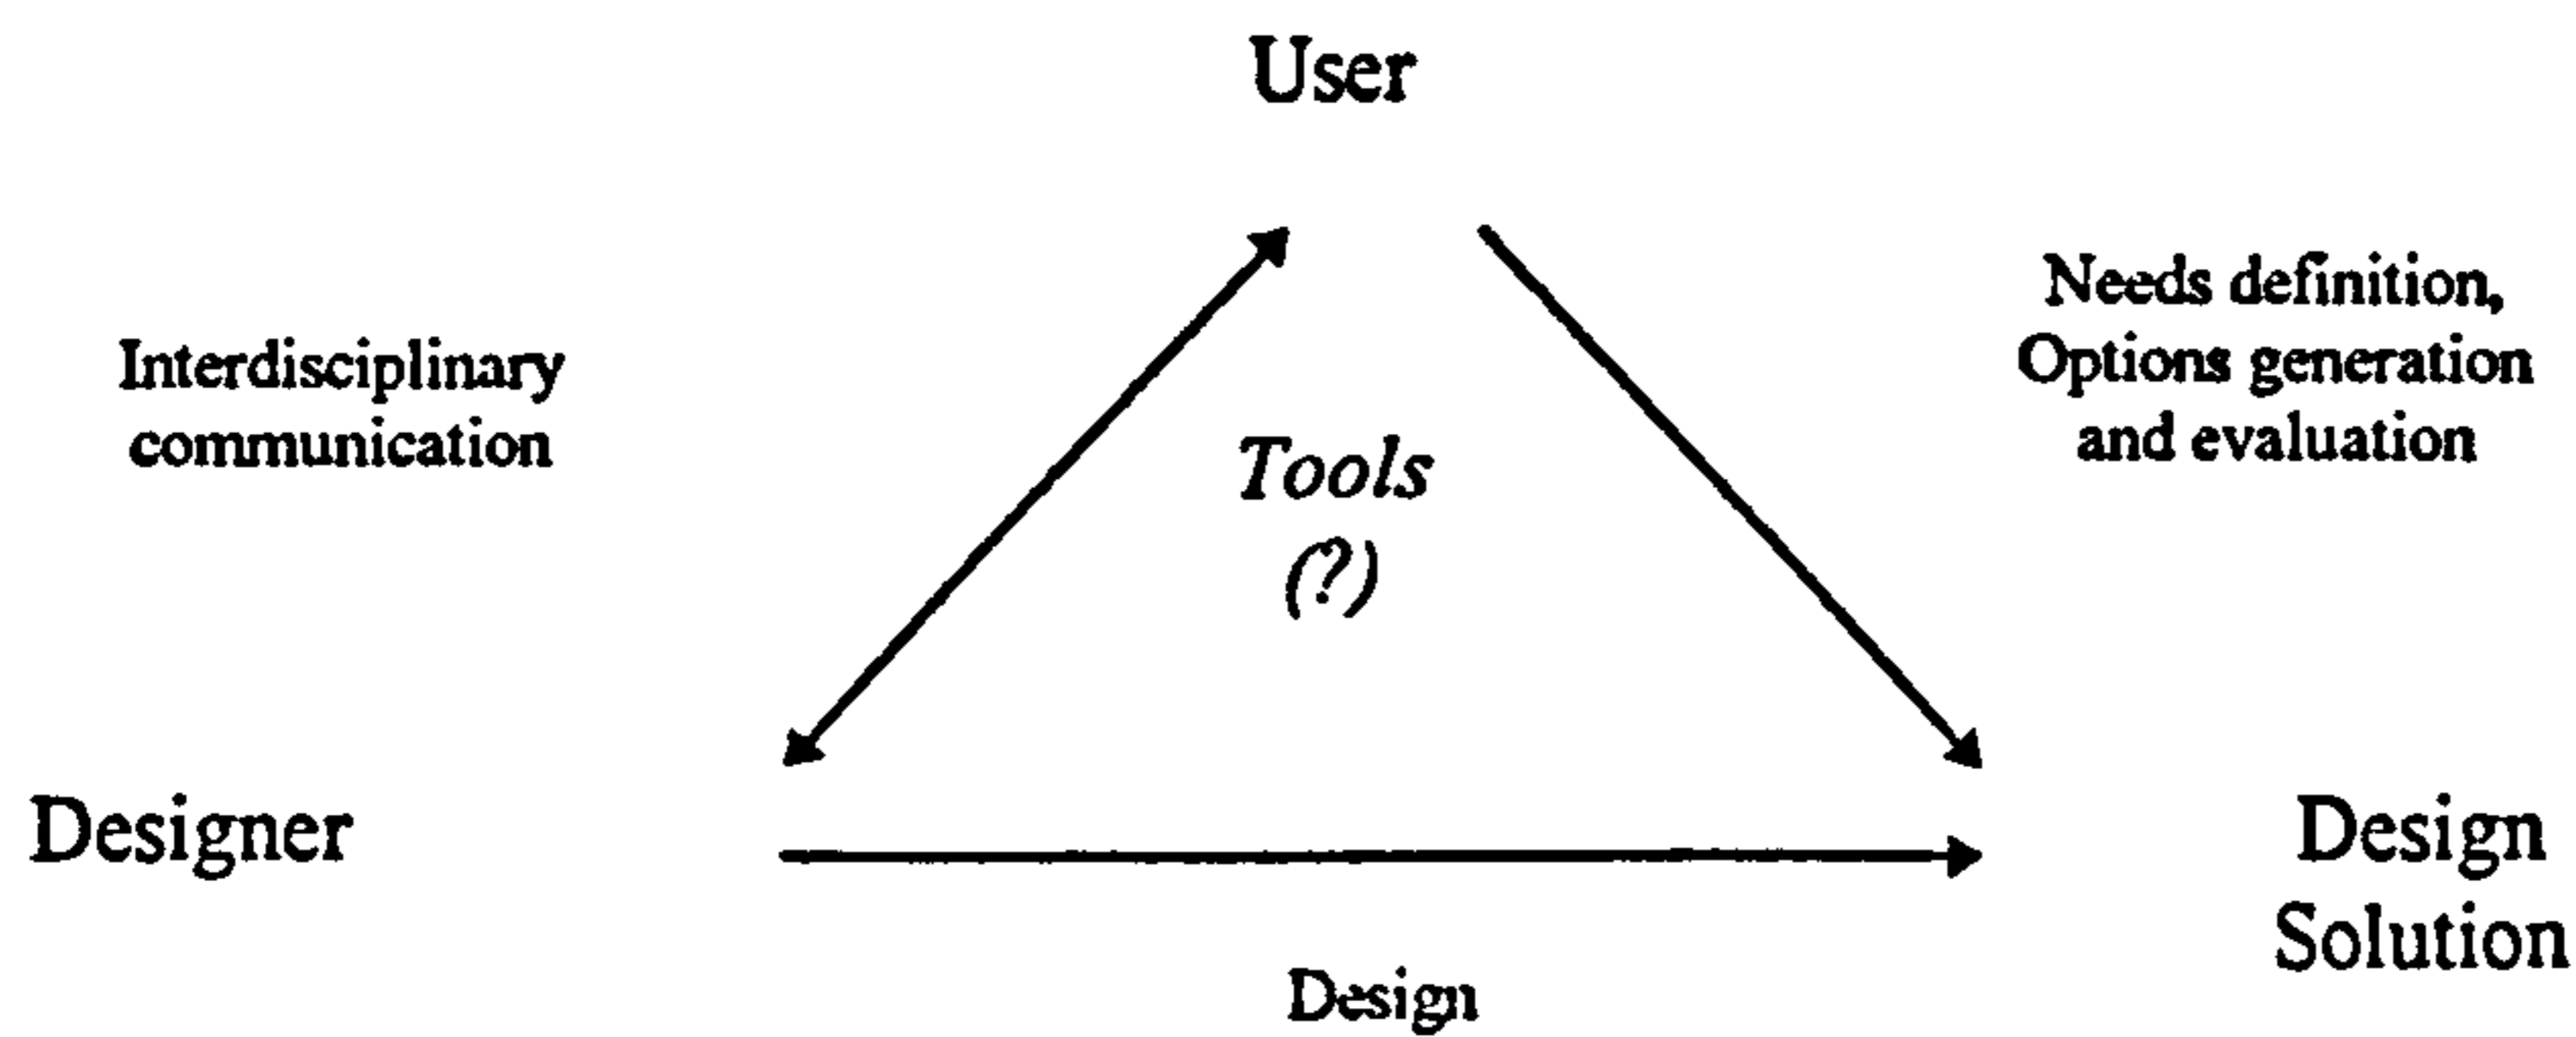 User
Needs definition,
Options generation
and evaluation
Interdisciplinary
communication
Tools
(?)
Designer
Design
Solution
Design